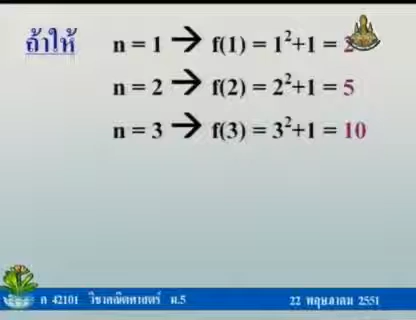 ถ้าให้ n = 1 → f(1) = 1²+1 = 2
n = 2 → f(2) = 2²+1 = 5
n = 3 → f(3) = 3²+1 = 10
ค 42101 วิชาคณิตศาสตร์ ม.5 22 พฤษภาคม 2551